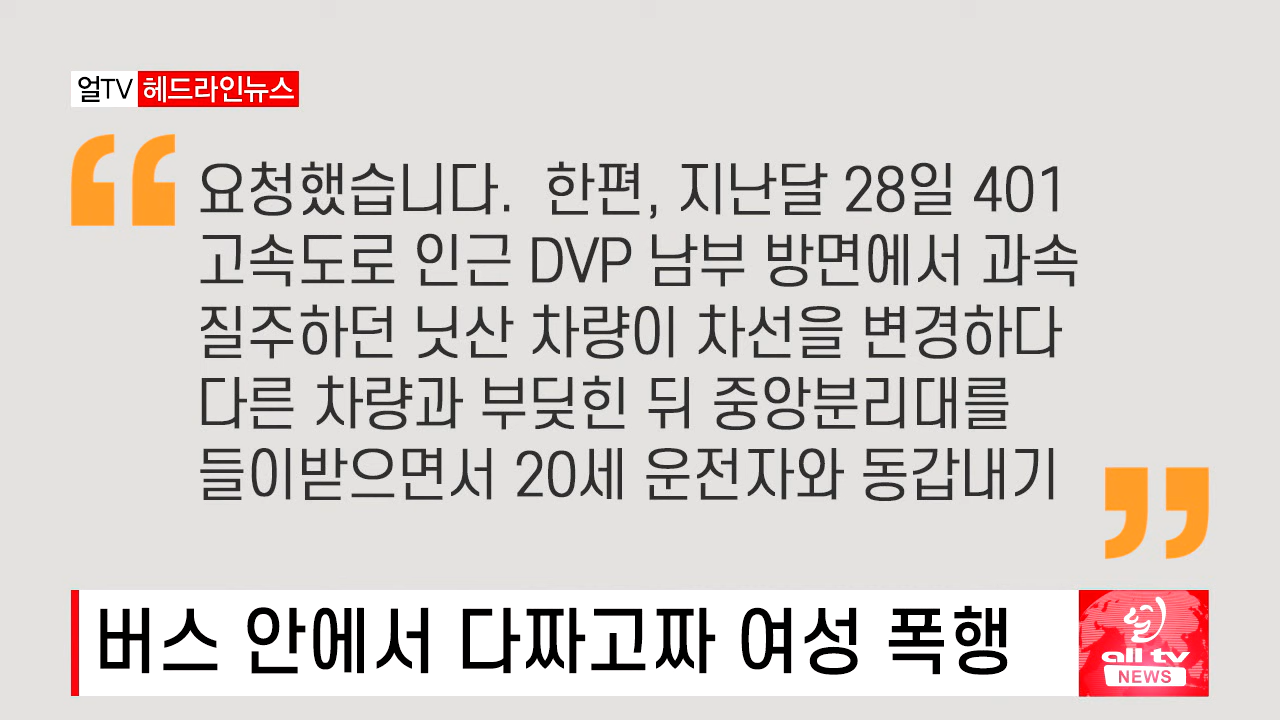 얼TV 헤드라인뉴스
요청했습니다. 한편, 지난달 28일 401
고속도로 인근 DVP 남부 방면에서 과속
질주하던 닛산 차량이 차선을 변경하다
다른 차량과 부딪힌 뒤 중앙분리대를
들이받으면서 20세 운전자와 동갑내기
버스 안에서 다짜고짜 여성 폭행
얼
all tv
NEWS